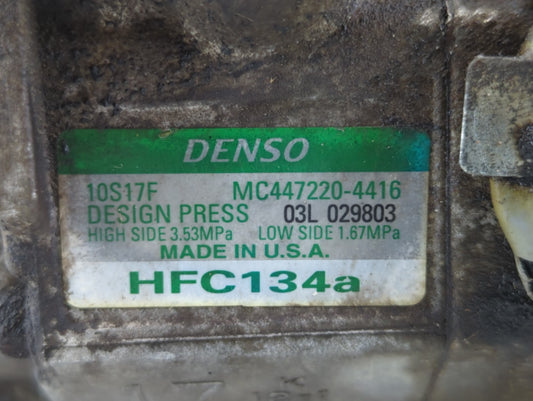 DENSO
10S17F MC447220-4416
DESIGN PRESS 03L 029803
HIGH SIDE 3.53MPa LOW SIDE 1.67MPa
MADE IN U.S.A.
HFC134a